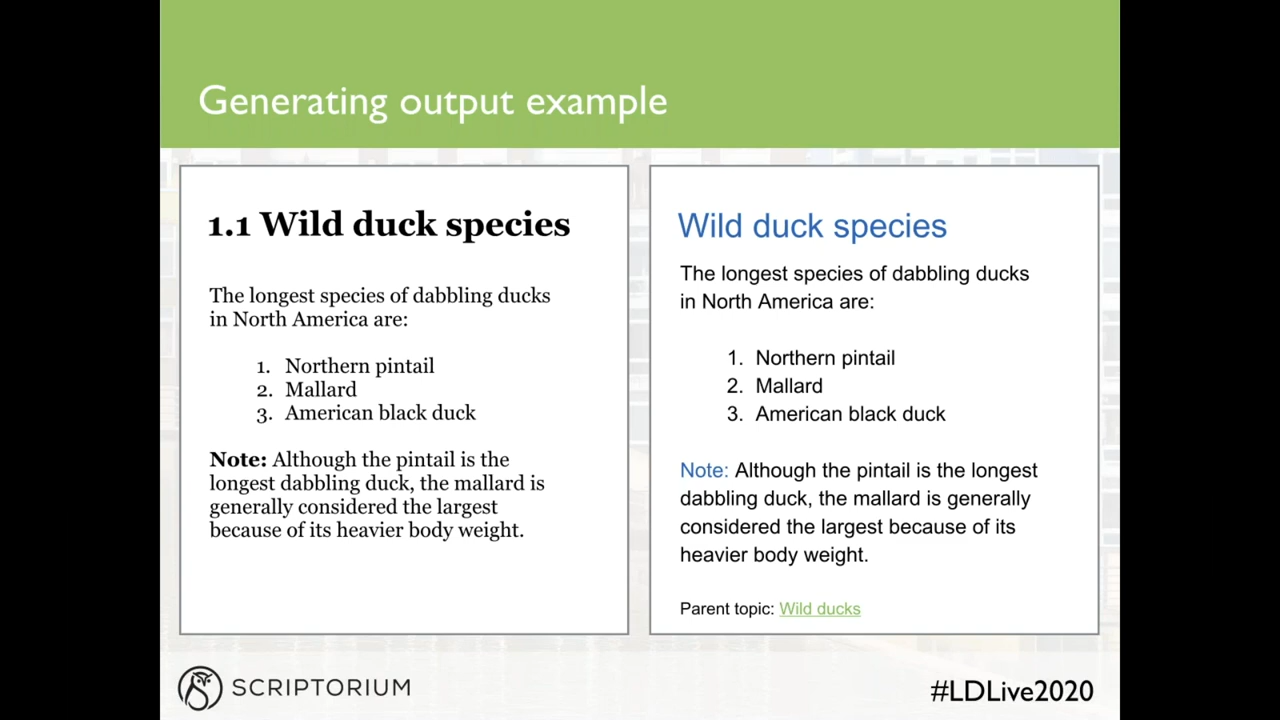 Generating output example
1.1 Wild duck species
The longest species of dabbling ducks
in North America are:
1. Northern pintail
2. Mallard
3. American black duck
Note: Although the pintail is the
longest dabbling duck, the mallard is
generally considered the largest
because of its heavier body weight.
Wild duck species
The longest species of dabbling ducks
in North America are:
1. Northern pintail
2. Mallard
3. American black duck
Note: Although the pintail is the longest
dabbling duck, the mallard is generally
considered the largest because of its
heavier body weight.
Parent topic: Wild ducks
SCRIPTORIUM
#LDLive2020